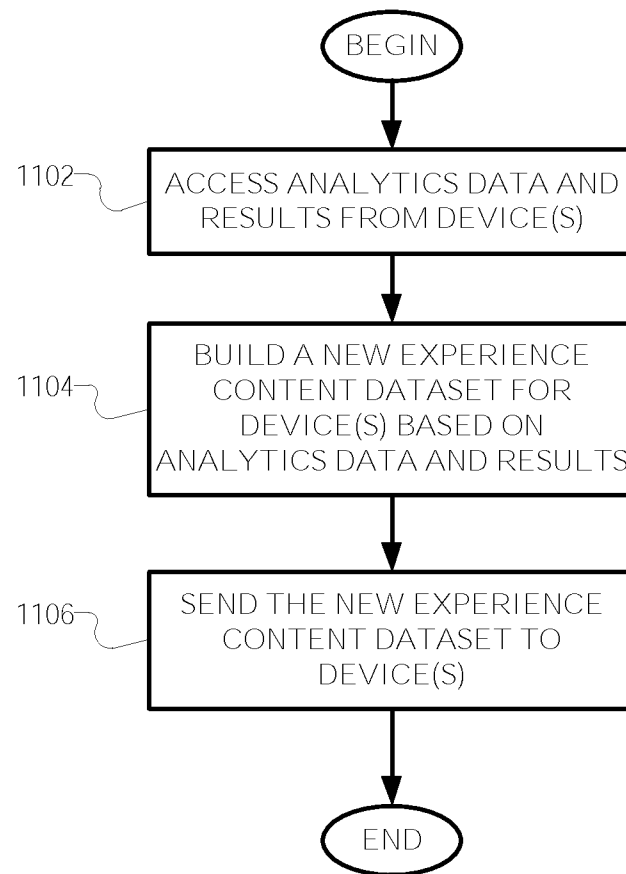 BEGIN
1102
ACCESS ANALYTICS DATA AND
RESULTS FROM DEVICE(S)
1104
BUILD A NEW EXPERIENCE
CONTENT DATASET FOR
DEVICE(S) BASED ON
ANALYTICS DATA AND RESULTS
1106
SEND THE NEW EXPERIENCE
CONTENT DATASET TO
DEVICE(S)
END